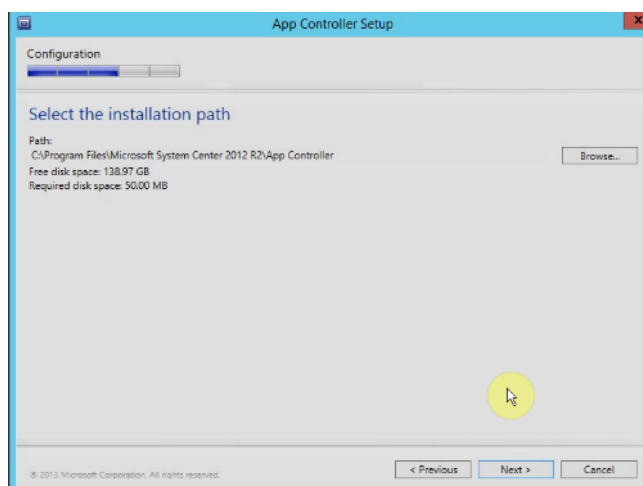 App Controller Setup
x
Configuration
Select the installation path
Path:
C:\Program Files\Microsoft System Center 2012 R2\App Controller
Browse...
Free disk space: 138.97 GB
Required disk space: 50.00 MB
© 2013 Microsoft Corporation. All rights reserved.
< Previous Next > Cancel